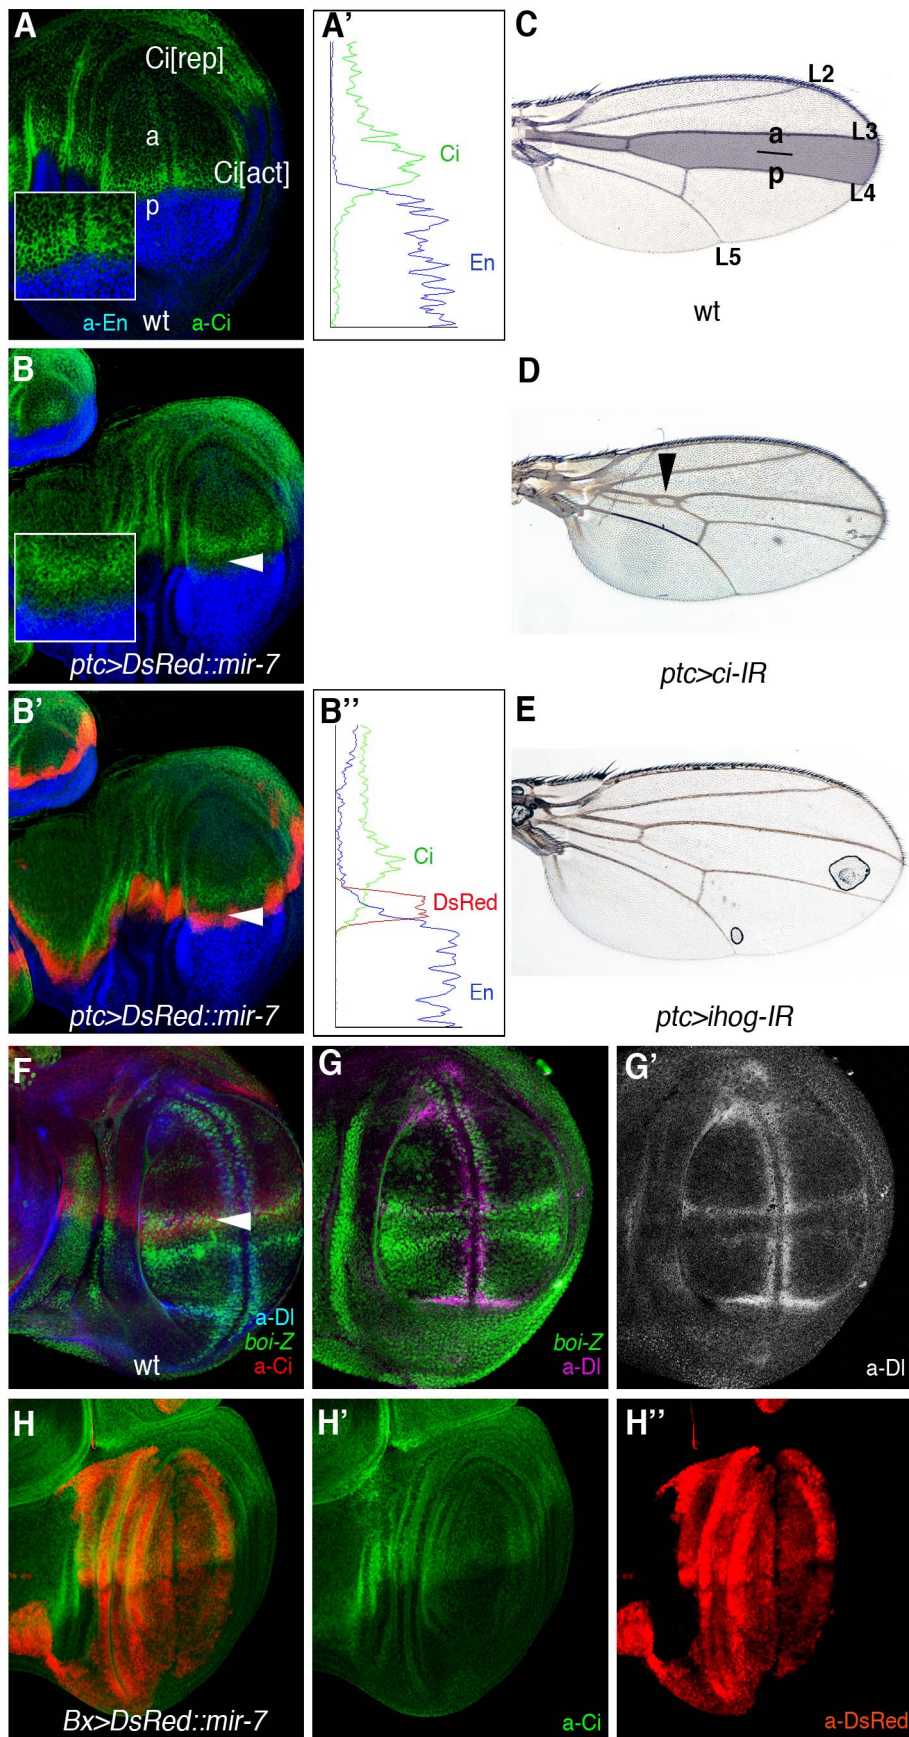 A
Ci[rep]
a
Ci[act]
p
a-En wt a-Ci
A'
Ci
En
C
L2
a
L3
p
L4
L5
wt
B
ptc>DsRed::mir-7
D
ptc>ci-IR
B'
ptc>DsRed::mir-7
B''
Ci
DsRed
En
E
ptc>ihog-IR
F
a-Dl
boi-Z
wt
a-Ci
G
boi-Z
a-Dl
G'
a-Dl
H
Bx>DsRed::mir-7
H'
a-Ci
H''
a-DsRed